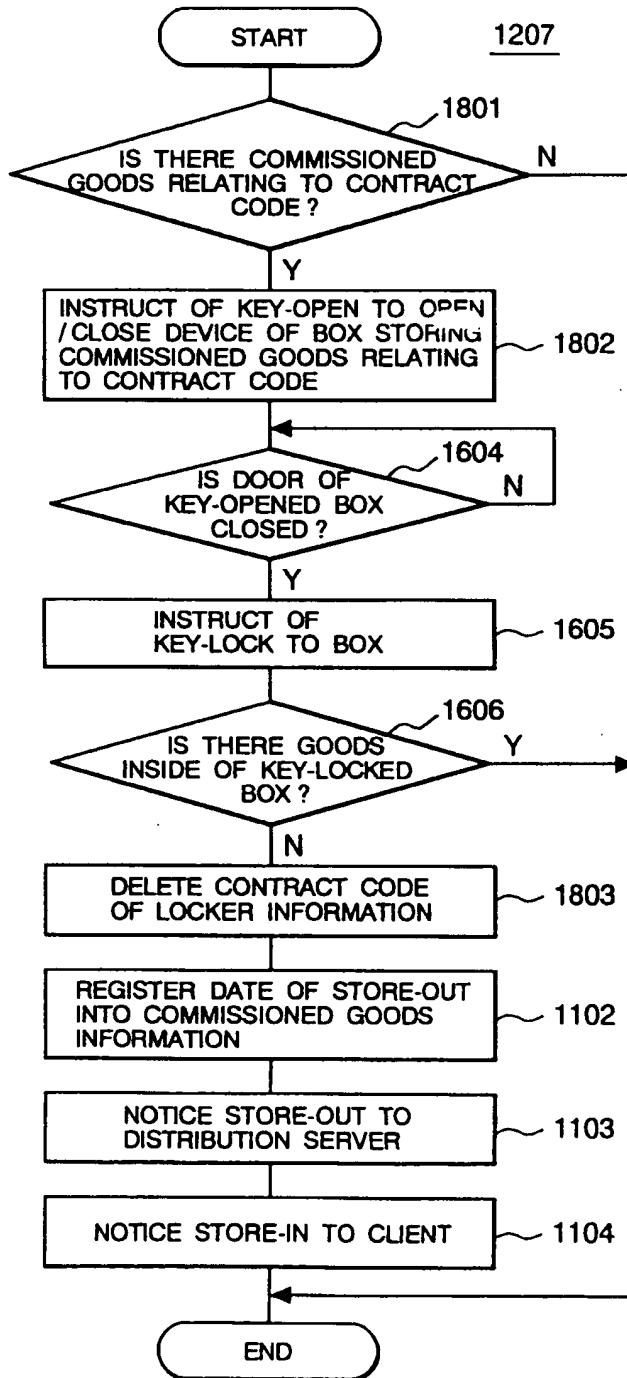 START
1207
1801
IS THERE COMMISSIONED
GOODS RELATING TO CONTRACT
CODE ?
N
Y
INSTRUCT OF KEY-OPEN TO OPEN
/CLOSE DEVICE OF BOX STORING
COMMISSIONED GOODS RELATING
TO CONTRACT CODE
1802
1604
IS DOOR OF
KEY-OPENED BOX
CLOSED ?
N
Y
INSTRUCT OF
KEY-LOCK TO BOX
1605
1606
IS THERE GOODS
INSIDE OF KEY-LOCKED
BOX ?
Y
N
DELETE CONTRACT CODE
OF LOCKER INFORMATION
1803
REGISTER DATE OF STORE-OUT
INTO COMMISSIONED GOODS
INFORMATION
1102
NOTICE STORE-OUT TO
DISTRIBUTION SERVER
1103
NOTICE STORE-IN TO CLIENT
1104
END